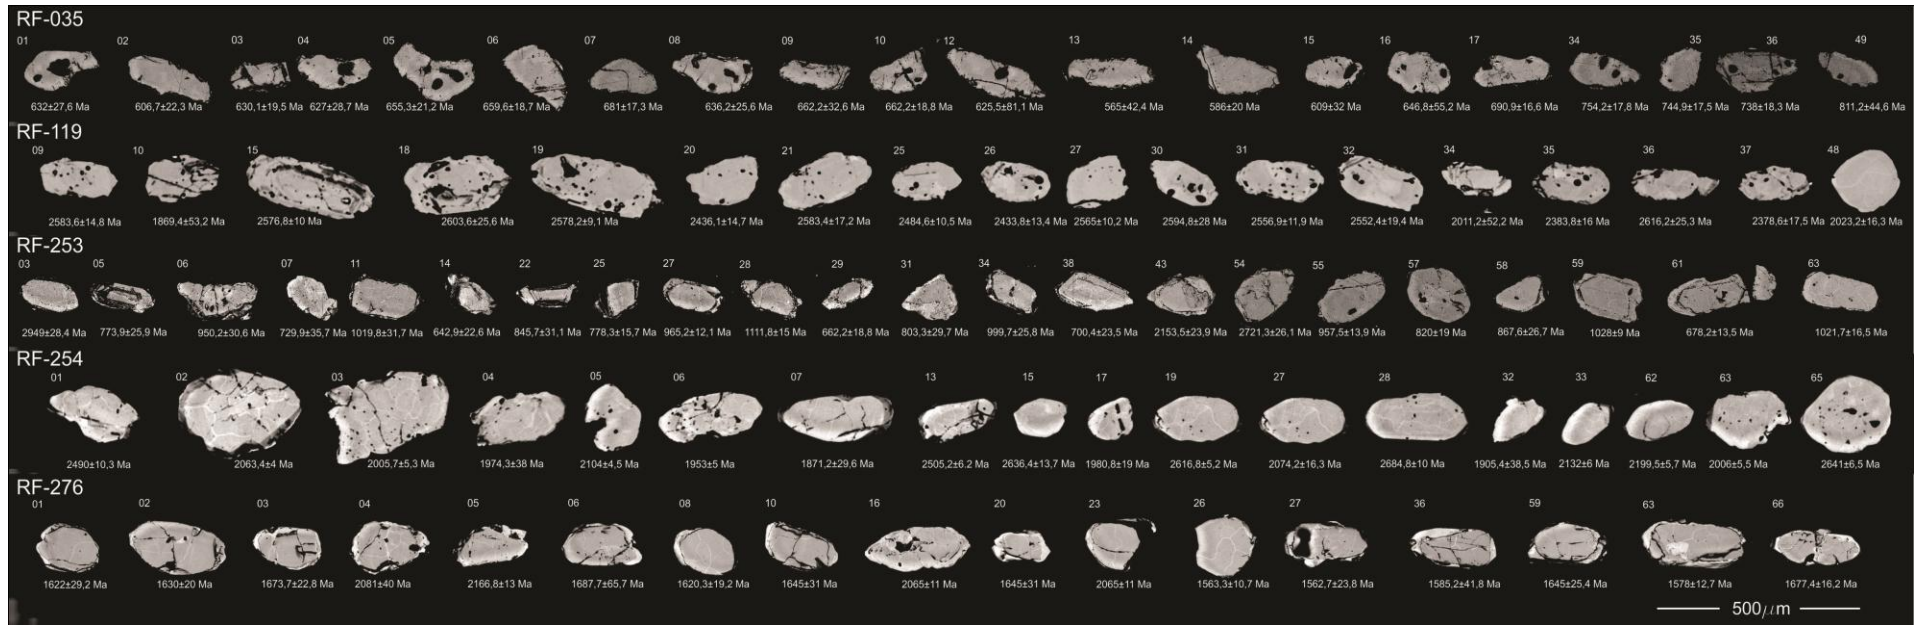 RF-035
01 02 03 04 05 06 07 08 09 10 12 13 14 15 16 17 34 35 36 49
632±27,6 Ma 606,7±22,3 Ma 630,1±19,5 Ma 627±28,7 Ma 655,3±21,2 Ma 659,6±18,7 Ma 681±17,3 Ma 636,2±25,6 Ma 662,2±32,6 Ma 662,2±18,8 Ma 625,5±81,1 Ma 565±42,4 Ma 586±20 Ma 609±32 Ma 646,8±55,2 Ma 690,9±16,6 Ma 754,2±17,8 Ma 744,9±17,5 Ma 738±18,3 Ma 811,2±44,6 Ma
RF-119
09 10 15 18 19 20 21 25 26 27 30 31 32 34 35 36 37 48
2583,6±14,8 Ma 1869,4±53,2 Ma 2576,8±10 Ma 2603,6±25,6 Ma 2578,2±9,1 Ma 2436,1±14,7 Ma 2583,4±17,2 Ma 2484,6±10,5 Ma 2433,8±13,4 Ma 2565±10,2 Ma 2594,8±28 Ma 2556,9±11,9 Ma 2552,4±19,4 Ma 2011,2±52,2 Ma 2383,8±16 Ma 2616,2±25,3 Ma 2378,6±17,5 Ma 2023,2±16,3 Ma
RF-253
03 05 06 07 11 14 22 25 27 28 29 31 34 38 43 54 55 57 58 59 61 63
2949±28,4 Ma 773,9±25,9 Ma 950,2±30,6 Ma 729,9±35,7 Ma 1019,8±31,7 Ma 642,9±22,6 Ma 845,7±31,1 Ma 778,3±15,7 Ma 965,2±12,1 Ma 1111,8±15 Ma 662,2±18,8 Ma 803,3±29,7 Ma 999,7±25,8 Ma 700,4±23,5 Ma 2153,5±23,9 Ma 2721,3±26,1 Ma 957,5±13,9 Ma 820±19 Ma 867,6±26,7 Ma 1028±9 Ma 678,2±13,5 Ma 1021,7±16,5 Ma
RF-254
01 02 03 04 05 06 07 13 15 17 19 27 28 32 33 62 63 65
2490±10,3 Ma 2063,4±4 Ma 2005,7±5,3 Ma 1974,3±38 Ma 2104±4,5 Ma 1953±5 Ma 1871,2±29,6 Ma 2505,2±6.2 Ma 2636,4±13,7 Ma 1980,8±19 Ma 2616,8±5,2 Ma 2074,2±16,3 Ma 2684,8±10 Ma 1905,4±38,5 Ma 2132±6 Ma 2199,5±5,7 Ma 2006±5,5 Ma 2641±6,5 Ma
RF-276
01 02 03 04 05 06 08 10 16 20 23 26 27 36 59 63 66
1622±29,2 Ma 1630±20 Ma 1673,7±22,8 Ma 2081±40 Ma 2166,8±13 Ma 1687,7±65,7 Ma 1620,3±19,2 Ma 1645±31 Ma 2065±11 Ma 1645±31 Ma 2065±11 Ma 1563,3±10,7 Ma 1562,7±23,8 Ma 1585,2±41,8 Ma 1645±25,4 Ma 1578±12,7 Ma 1677,4±16,2 Ma
500μm